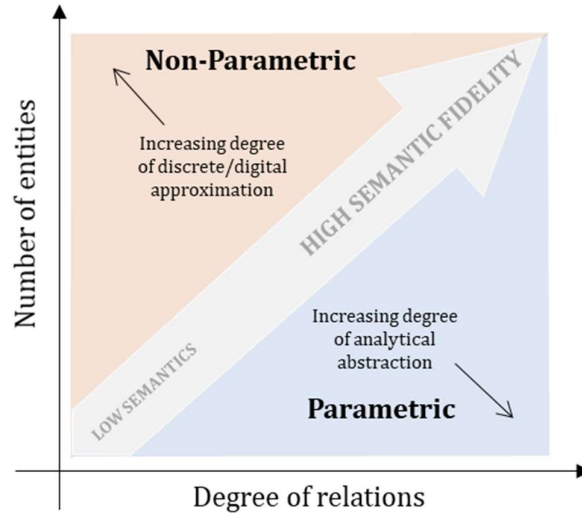 Non-Parametric
Increasing degree
of discrete/digital
approximation
HIGH SEMANTIC FIDELITY
Number of entities
Increasing degree
of analytical
abstraction
LOW SEMANTICS
Parametric
Degree of relations